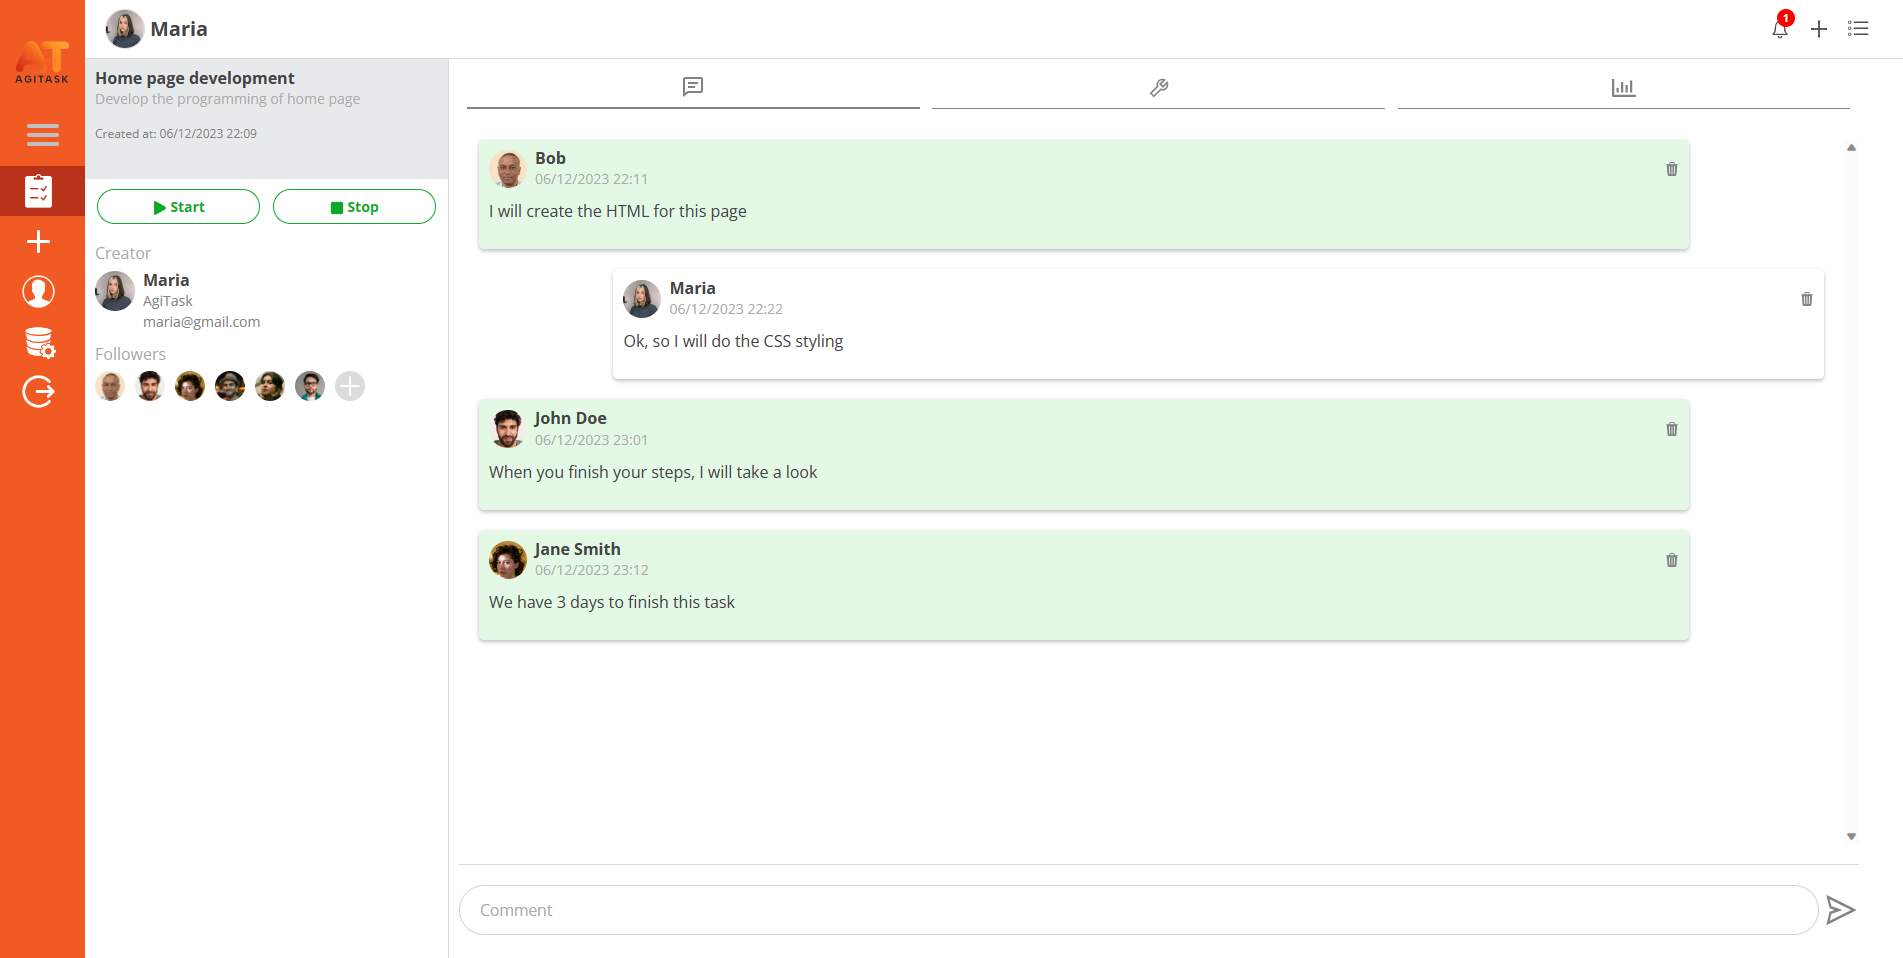 AT
AGITASK
Maria
1
Home page development
Develop the programming of home page
Created at: 06/12/2023 22:09
Start
Stop
Creator
Maria
AgiTask
maria@gmail.com
Followers
Bob
06/12/2023 22:11
I will create the HTML for this page
Maria
06/12/2023 22:22
Ok, so I will do the CSS styling
John Doe
06/12/2023 23:01
When you finish your steps, I will take a look
Jane Smith
06/12/2023 23:12
We have 3 days to finish this task
Comment